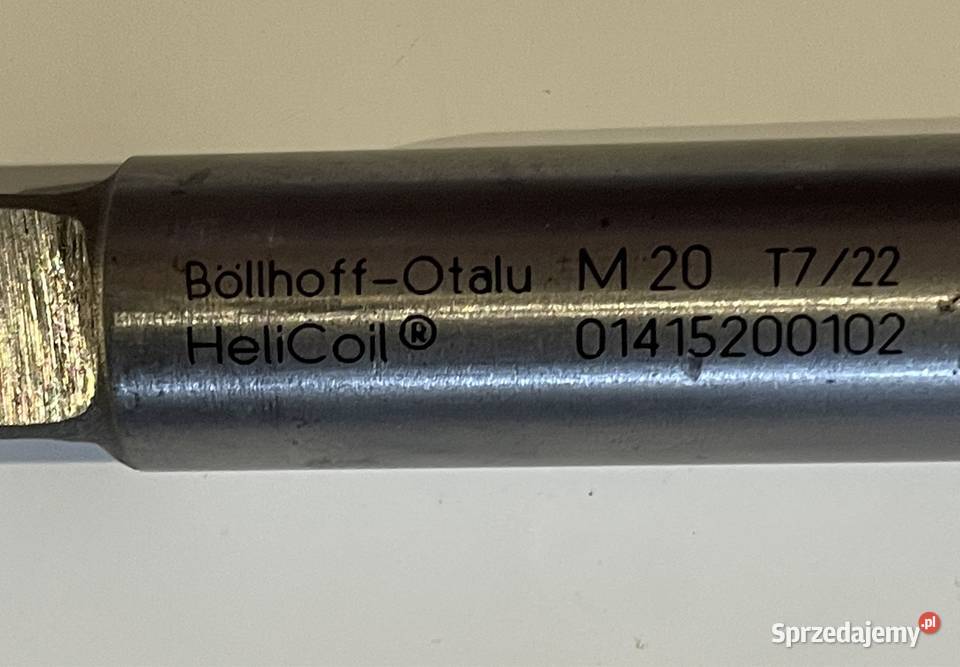 Böllhoff-Otalu M 20 T7/22
HeliCoil® 01415200102
Sprzedajemy.pl